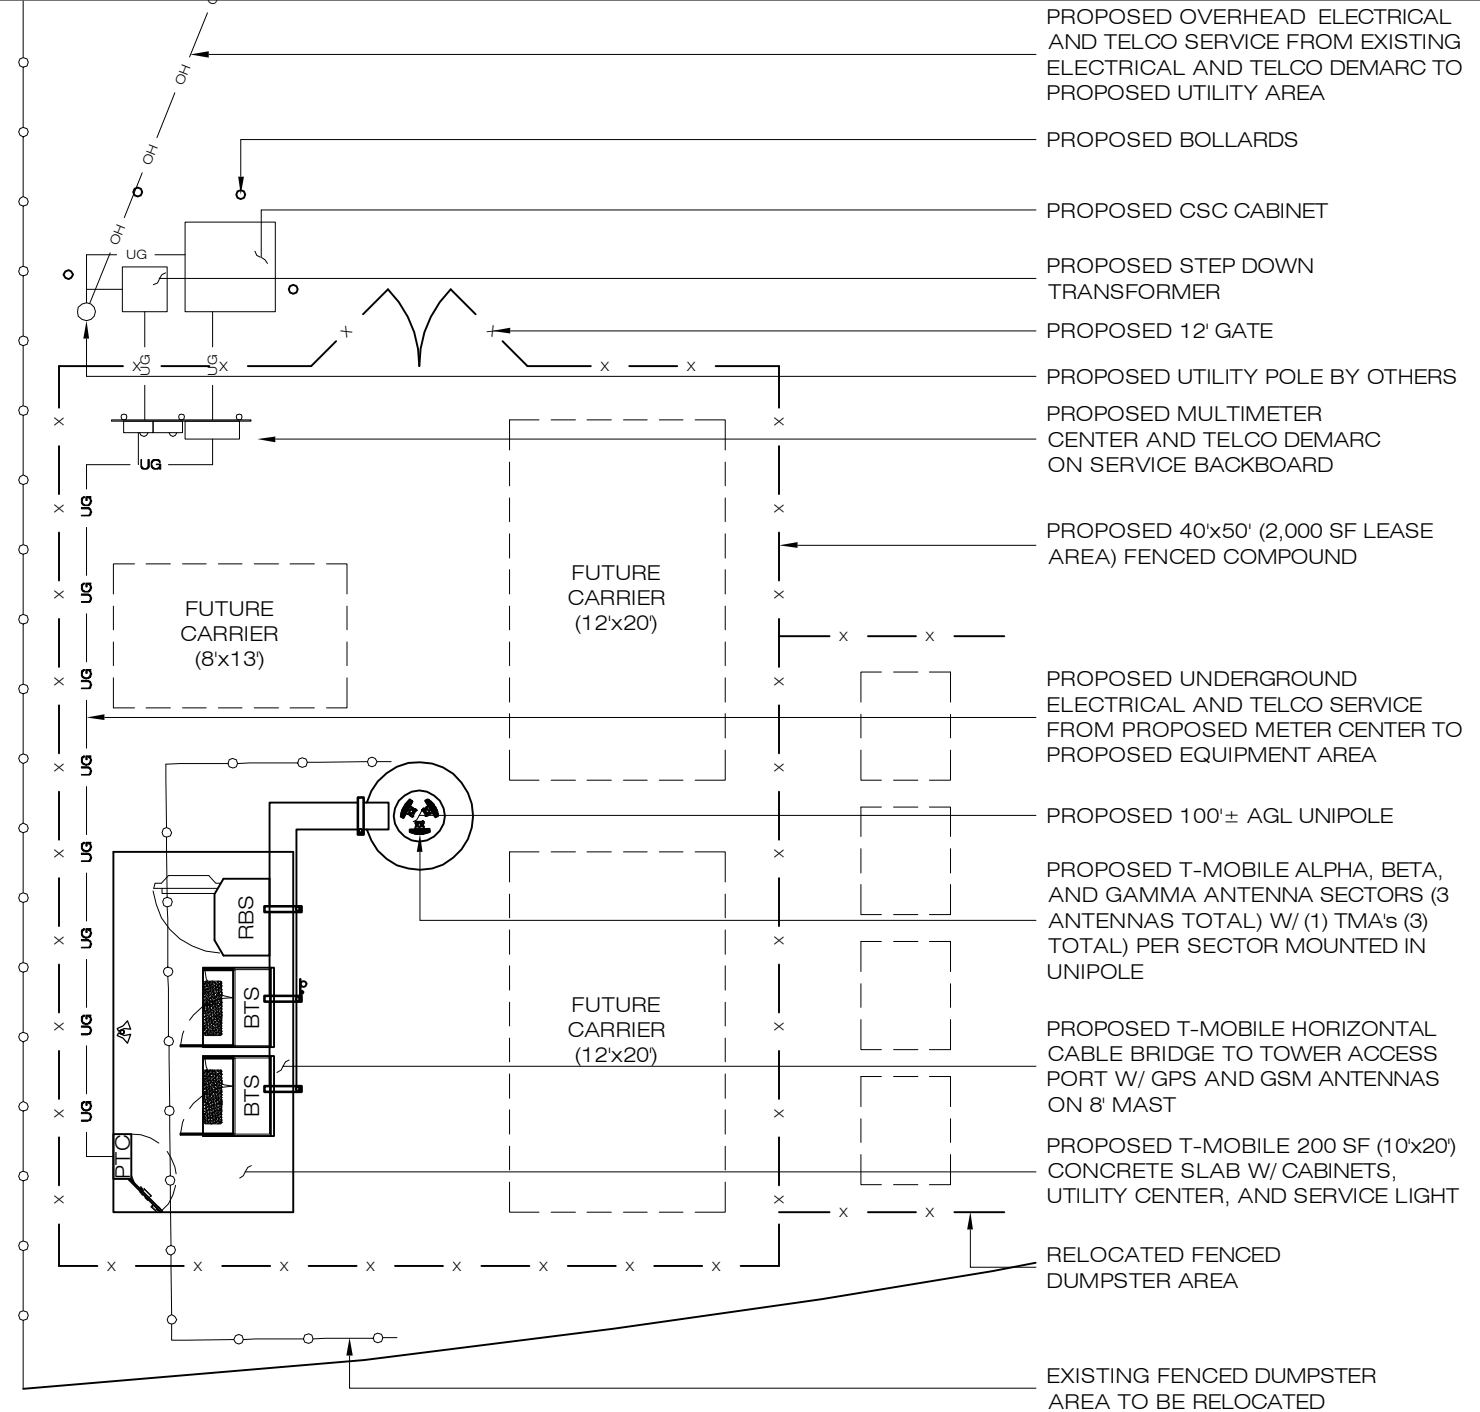 PROPOSED OVERHEAD ELECTRICAL
AND TELCO SERVICE FROM EXISTING
ELECTRICAL AND TELCO DEMARC TO
PROPOSED UTILITY AREA
PROPOSED BOLLARDS
PROPOSED CSC CABINET
PROPOSED STEP DOWN
TRANSFORMER
PROPOSED 12' GATE
PROPOSED UTILITY POLE BY OTHERS
PROPOSED MULTIMETER
CENTER AND TELCO DEMARC
ON SERVICE BACKBOARD
PROPOSED 40'x50' (2,000 SF LEASE
AREA) FENCED COMPOUND
PROPOSED UNDERGROUND
ELECTRICAL AND TELCO SERVICE
FROM PROPOSED METER CENTER TO
PROPOSED EQUIPMENT AREA
PROPOSED 100'± AGL UNIPOLE
PROPOSED T-MOBILE ALPHA, BETA,
AND GAMMA ANTENNA SECTORS (3
ANTENNAS TOTAL) W/ (1) TMA's (3)
TOTAL) PER SECTOR MOUNTED IN
UNIPOLE
PROPOSED T-MOBILE HORIZONTAL
CABLE BRIDGE TO TOWER ACCESS
PORT W/ GPS AND GSM ANTENNAS
ON 8' MAST
PROPOSED T-MOBILE 200 SF (10'x20')
CONCRETE SLAB W/ CABINETS,
UTILITY CENTER, AND SERVICE LIGHT
RELOCATED FENCED
DUMPSTER AREA
EXISTING FENCED DUMPSTER
AREA TO BE RELOCATED
OH
OH
OH
UG
UG
UG
UG
UG
UG
UG
UG
UG
UG
UG
UG
FUTURE
CARRIER
(8'x13')
FUTURE
CARRIER
(12'x20')
FUTURE
CARRIER
(12'x20')
RBS
BTS
BTS
PTC